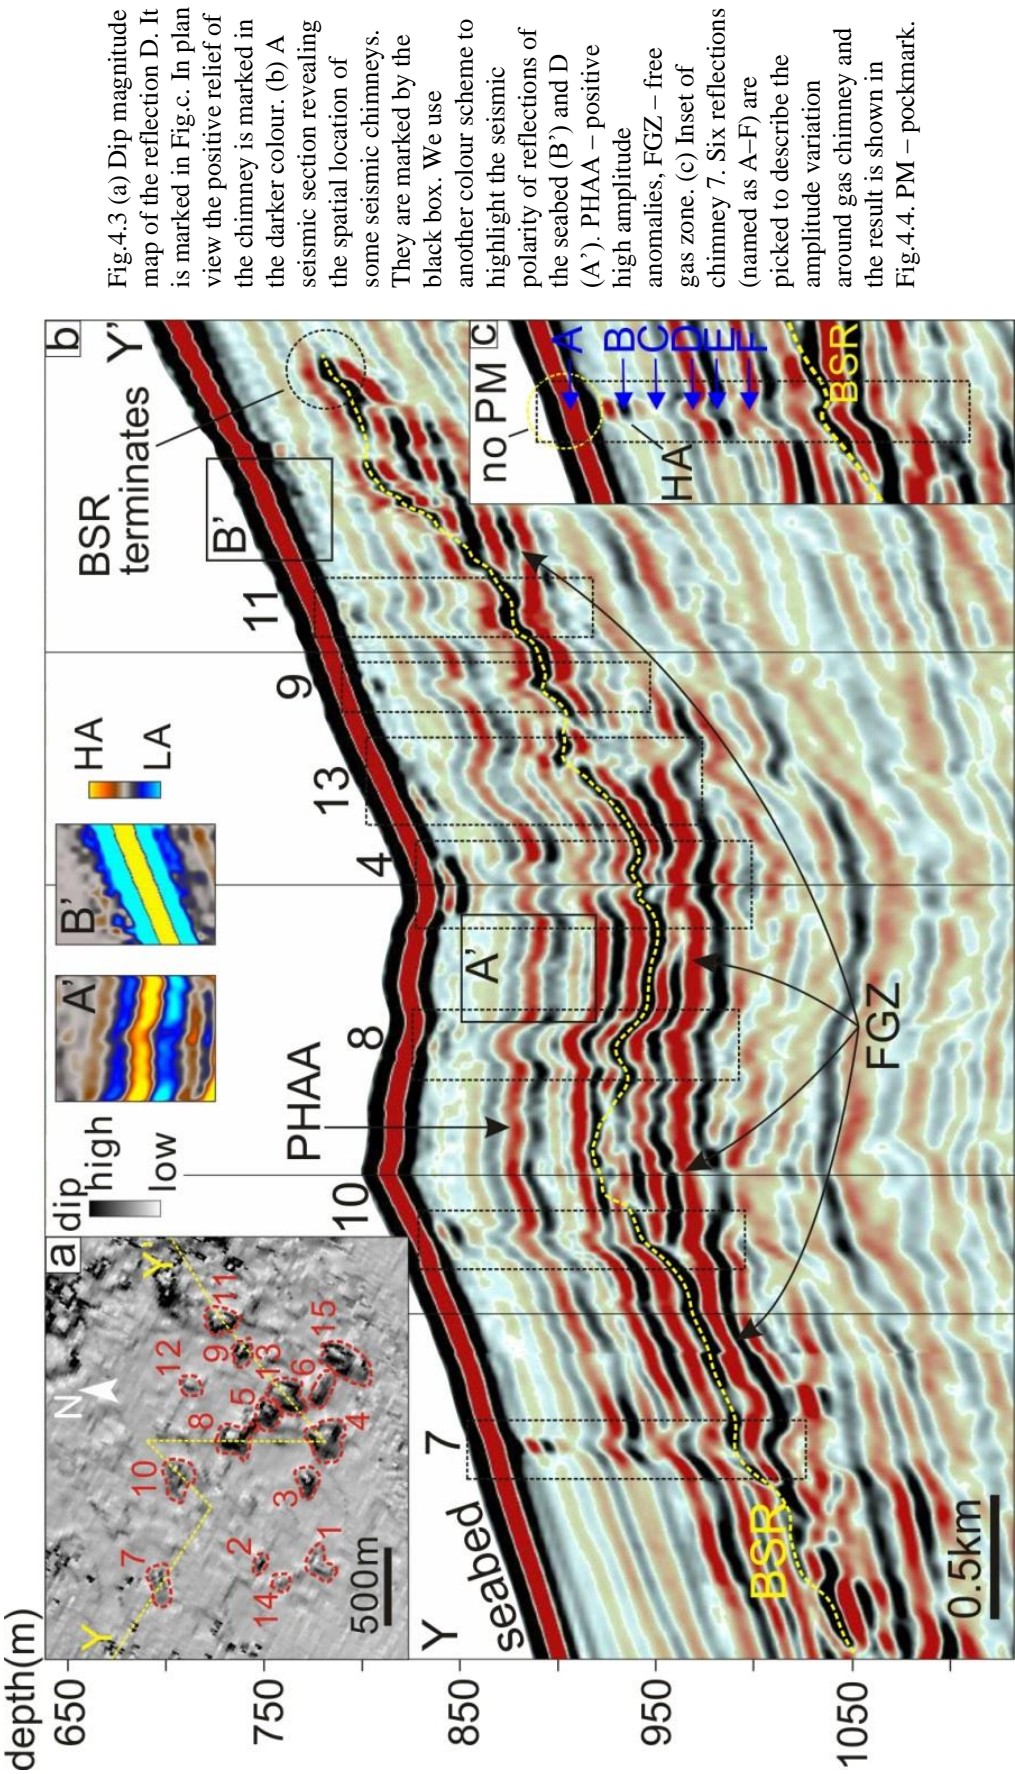 depth(m)
650
750
850
950
1050
a
dip
high
low
N
Y
Y'
7
10
8
12
9
11
5
13
6
15
4
3
2
14
1
500m
A'
B'
HA
LA
b
Y
Y'
seabed
7
10
PHAA
8
A'
4
13
9
11
B'
BSR
terminates
BSR
0.5km
FGZ
c
no PM
A
B
C
D
E
F
HA
BSR
Fig.4.3 (a) Dip magnitude
map of the reflection D. It
is marked in Fig.c. In plan
view the positive relief of
the chimney is marked in
the darker colour. (b) A
seismic section revealing
the spatial location of
some seismic chimneys.
They are marked by the
black box. We use
another colour scheme to
highlight the seismic
polarity of reflections of
the seabed (B’) and D
(A’). PHAA – positive
high amplitude
anomalies, FGZ – free
gas zone. (c) Inset of
chimney 7. Six reflections
(named as A–F) are
picked to describe the
amplitude variation
around gas chimney and
the result is shown in
Fig.4.4. PM – pockmark.